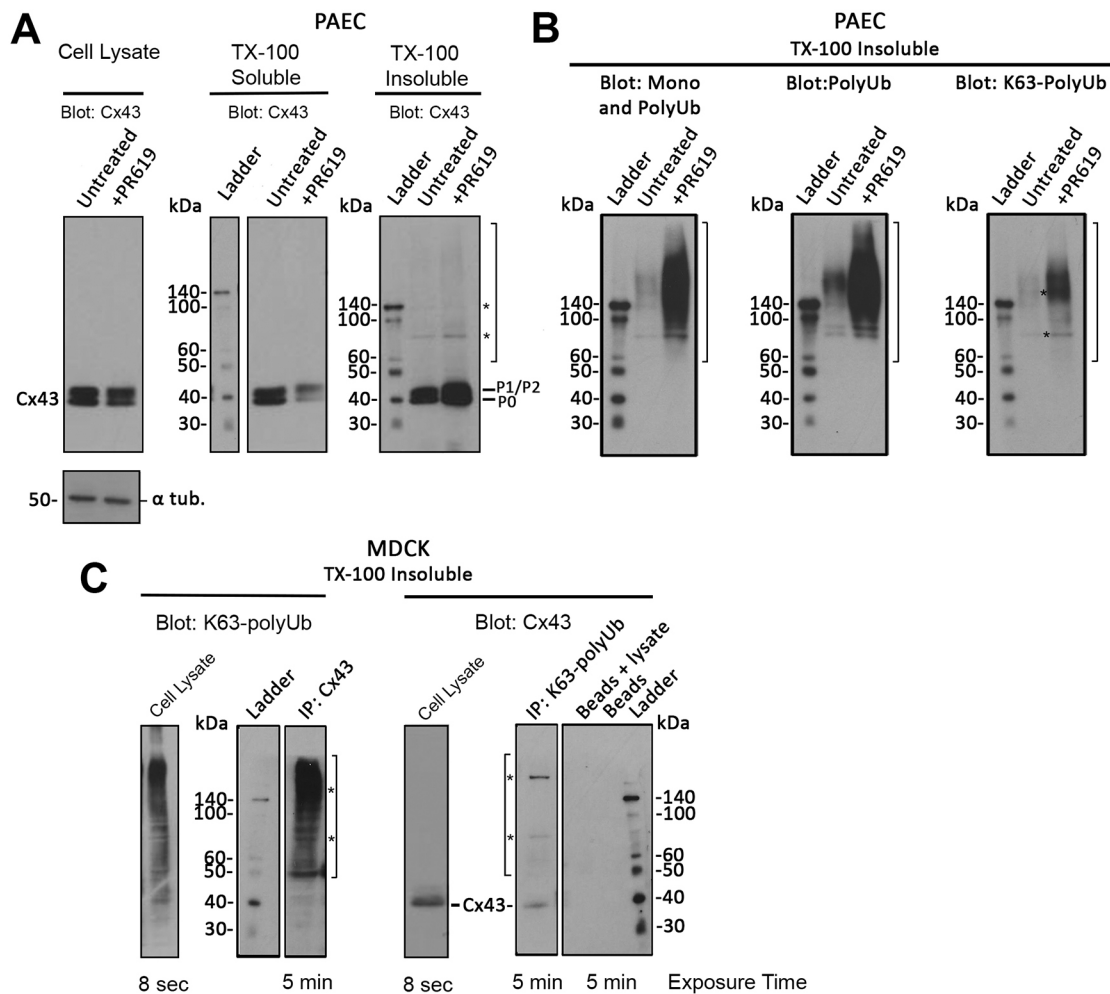 A
PAEC
Cell Lysate
TX-100
Soluble
TX-100
Insoluble
Blot: Cx43
Blot: Cx43
Blot: Cx43
Untreated
+PR619
Ladder
Untreated
+PR619
Ladder
Untreated
+PR619
kDa
kDa
140-
100-
60-
50-
40-
30-
140-
100-
60-
50-
40-
30-
*
*
Cx43
P1/P2
P0
50-
α tub.
B
PAEC
TX-100 Insoluble
Blot: Mono
and PolyUb
Blot:PolyUb
Blot: K63-PolyUb
Ladder
Untreated
+PR619
Ladder
Untreated
+PR619
Ladder
Untreated
+PR619
kDa
kDa
kDa
140-
100-
60-
50-
40-
30-
140-
100-
60-
50-
40-
30-
140-
100-
60-
50-
40-
30-
*
*
C
MDCK
TX-100 Insoluble
Blot: K63-polyUb
Blot: Cx43
Cell Lysate
Ladder
IP: Cx43
Cell Lysate
IP: K63-polyUb
Beads + lysate
Beads
Ladder
kDa
kDa
140-
100-
60-
50-
40-
30-
*
*
*
*
Cx43-
-140
-100
-60
-50
-40
-30
8 sec
5 min
8 sec
5 min
5 min
Exposure Time